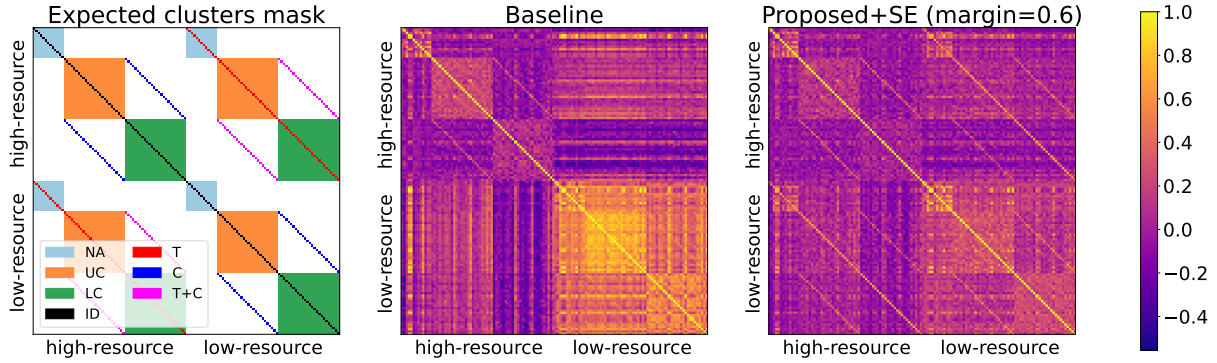 Expected clusters mask
Baseline
Proposed+SE (margin=0.6)
high-resource
low-resource
NA
UC
LC
ID
T
C
T+C
high-resource
low-resource
high-resource
low-resource
high-resource
low-resource
high-resource
low-resource
high-resource
low-resource
1.0
0.8
0.6
0.4
0.2
0.0
−0.2
−0.4